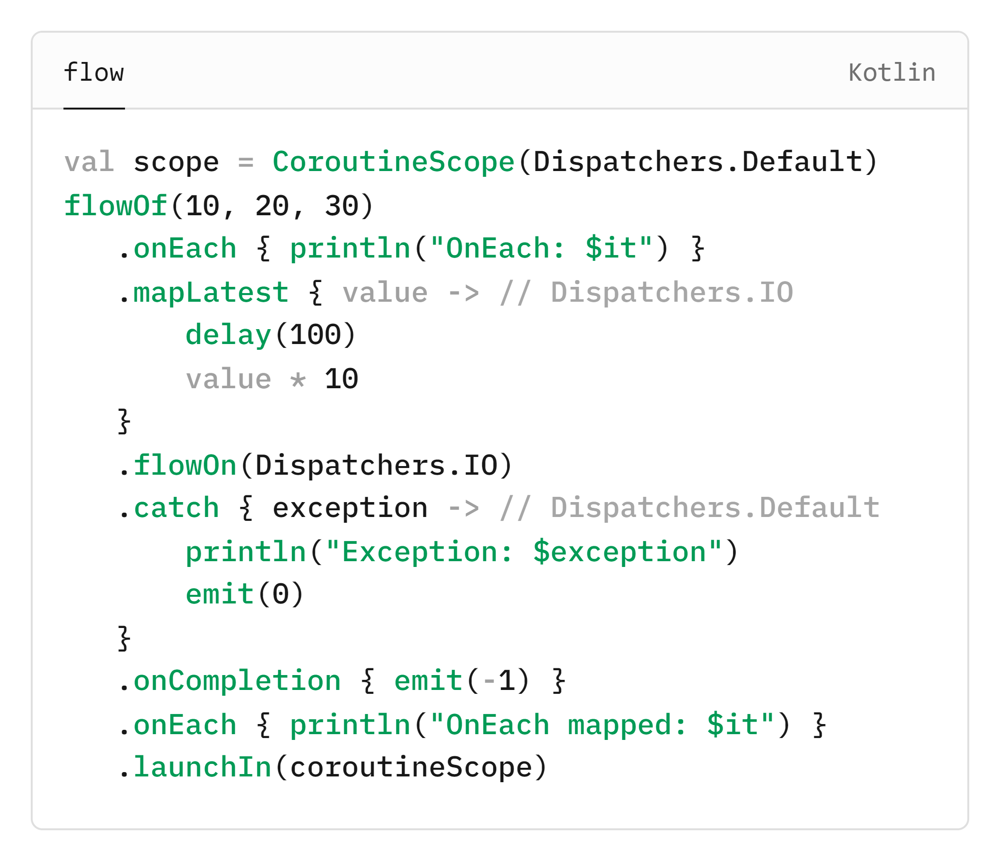 flow
Kotlin
val scope = CoroutineScope(Dispatchers.Default)
flowOf(10, 20, 30)
   .onEach { println("OnEach: $it") }
   .mapLatest { value -> // Dispatchers.IO
       delay(100)
       value * 10
   }
   .flowOn(Dispatchers.IO)
   .catch { exception -> // Dispatchers.Default
       println("Exception: $exception")
       emit(0)
   }
   .onCompletion { emit(-1) }
   .onEach { println("OnEach mapped: $it") }
   .launchIn(coroutineScope)